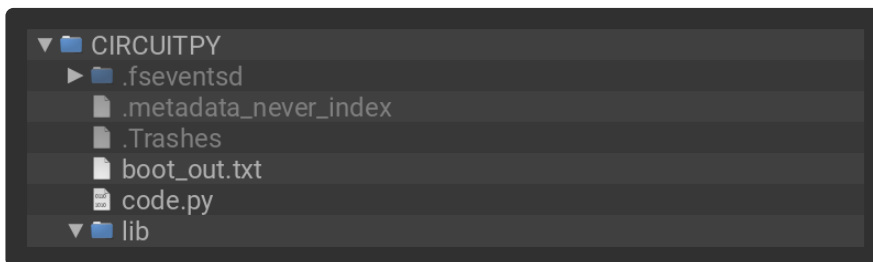 CIRCUITPY
.fseventsd
.metadata_never_index
.Trashes
boot_out.txt
code.py
lib